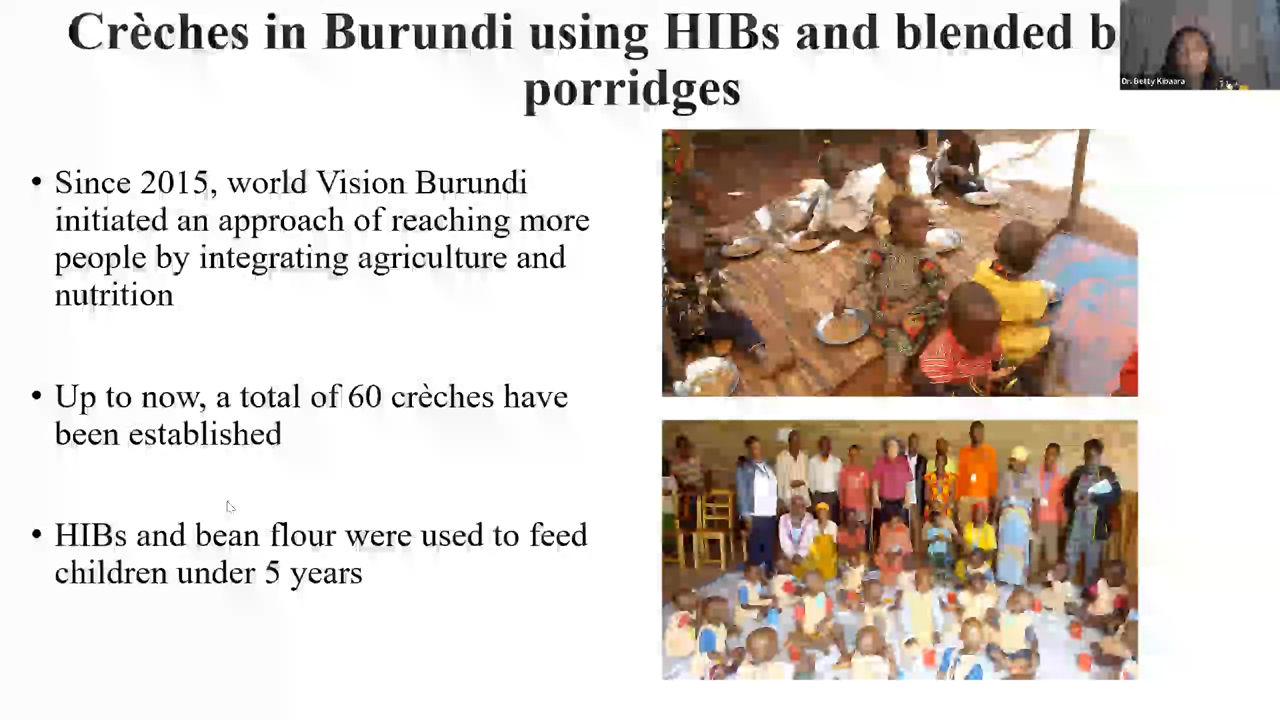 Crèches in Burundi using HIBs and blended b
porridges
Dr. Betty Kibaara
• Since 2015, world Vision Burundi
initiated an approach of reaching more
people by integrating agriculture and
nutrition
• Up to now, a total of 60 crèches have
been established
• HIBs and bean flour were used to feed
children under 5 years